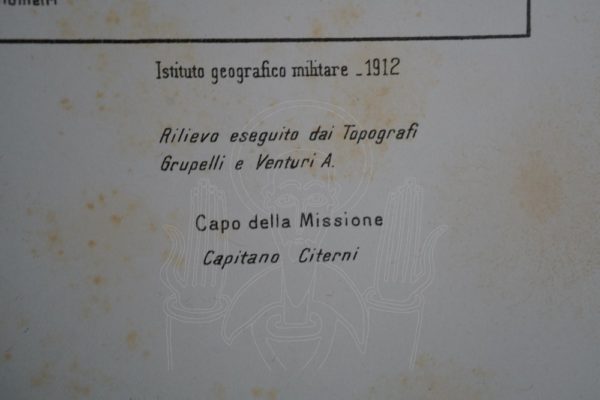 Istituto geografico militare - 1912
Rilievo eseguito dai Topografi
Grupelli e Venturi A.
Capo della Missione
Capitano Citerni